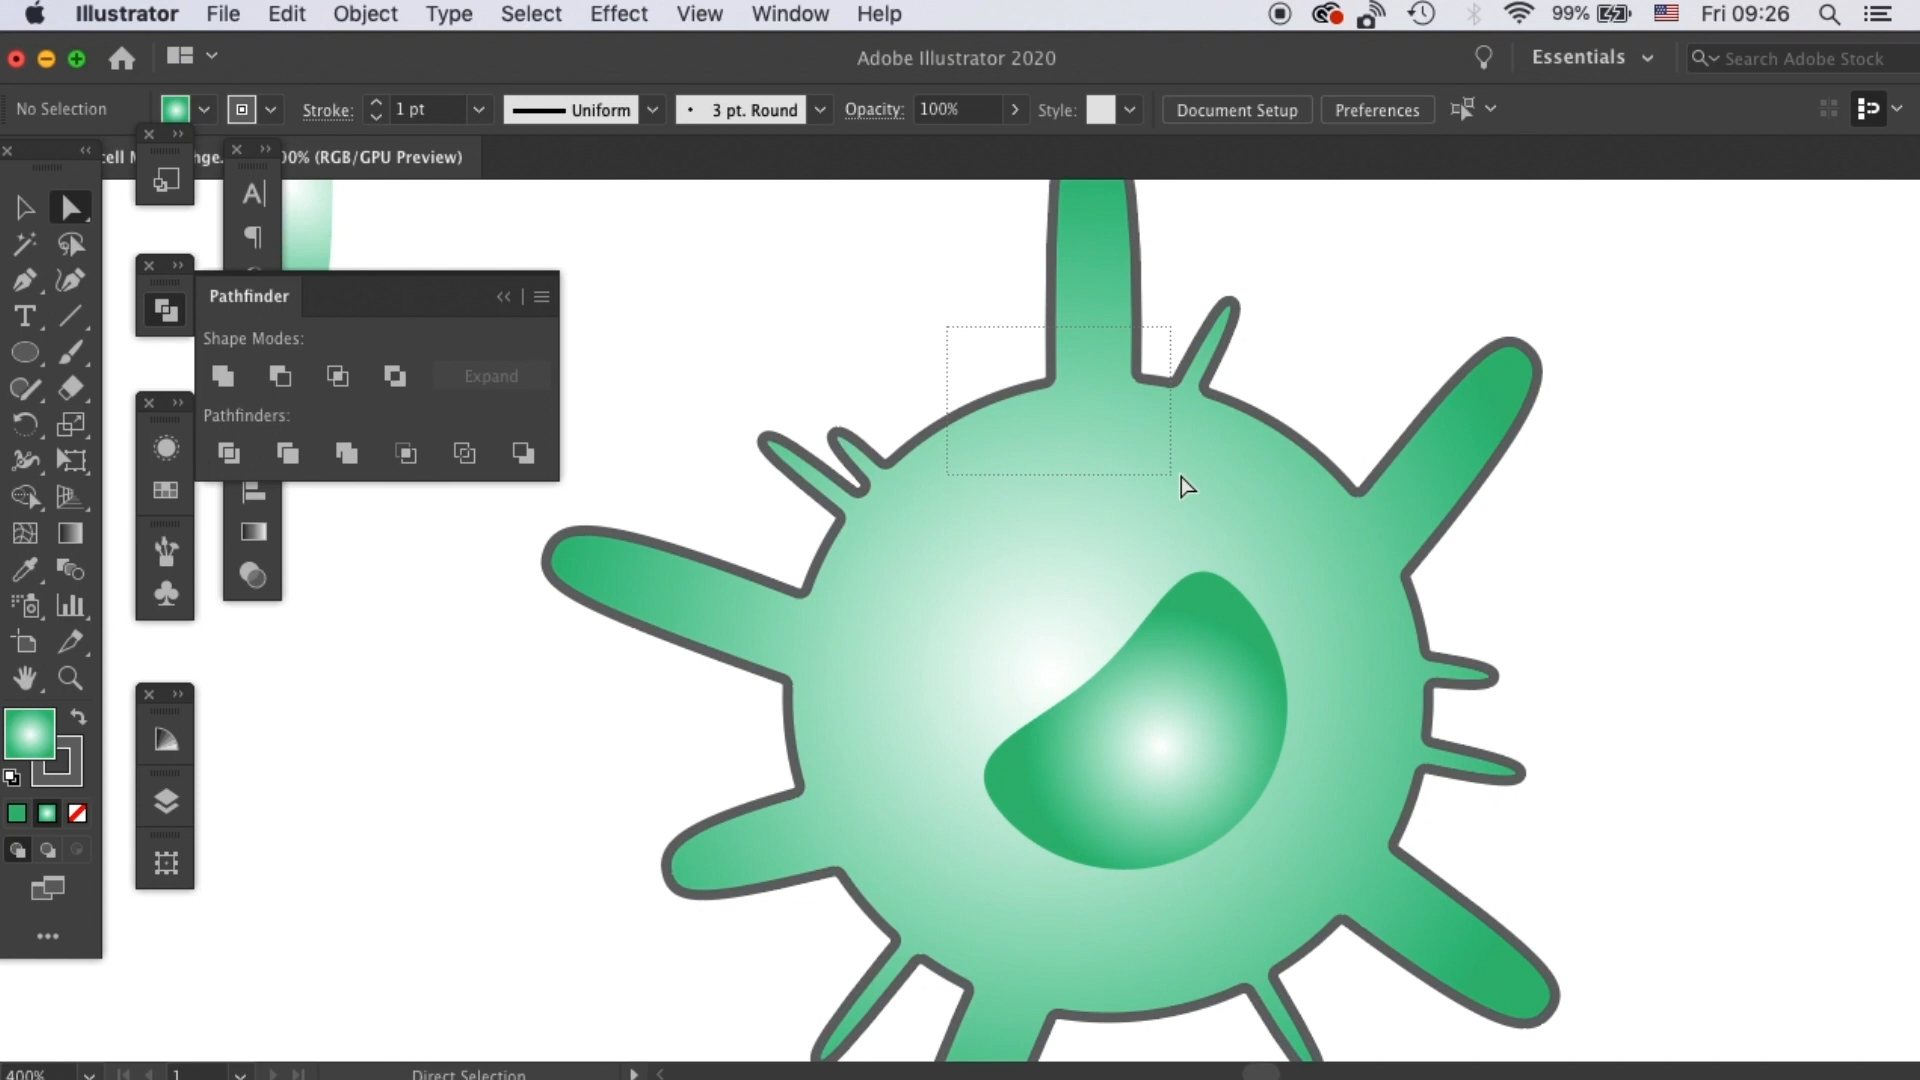 Illustrator File Edit Object Type Select Effect View Window Help 99% Fri 09:26
Adobe Illustrator 2020 Essentials Search Adobe Stock
No Selection Stroke: 1 pt Uniform 3 pt. Round Opacity: 100% Style: Document Setup Preferences
cell M nge. 00% (RGB/GPU Preview)
Pathfinder
Shape Modes:
Expand
Pathfinders:
400% 1 Direct Selection